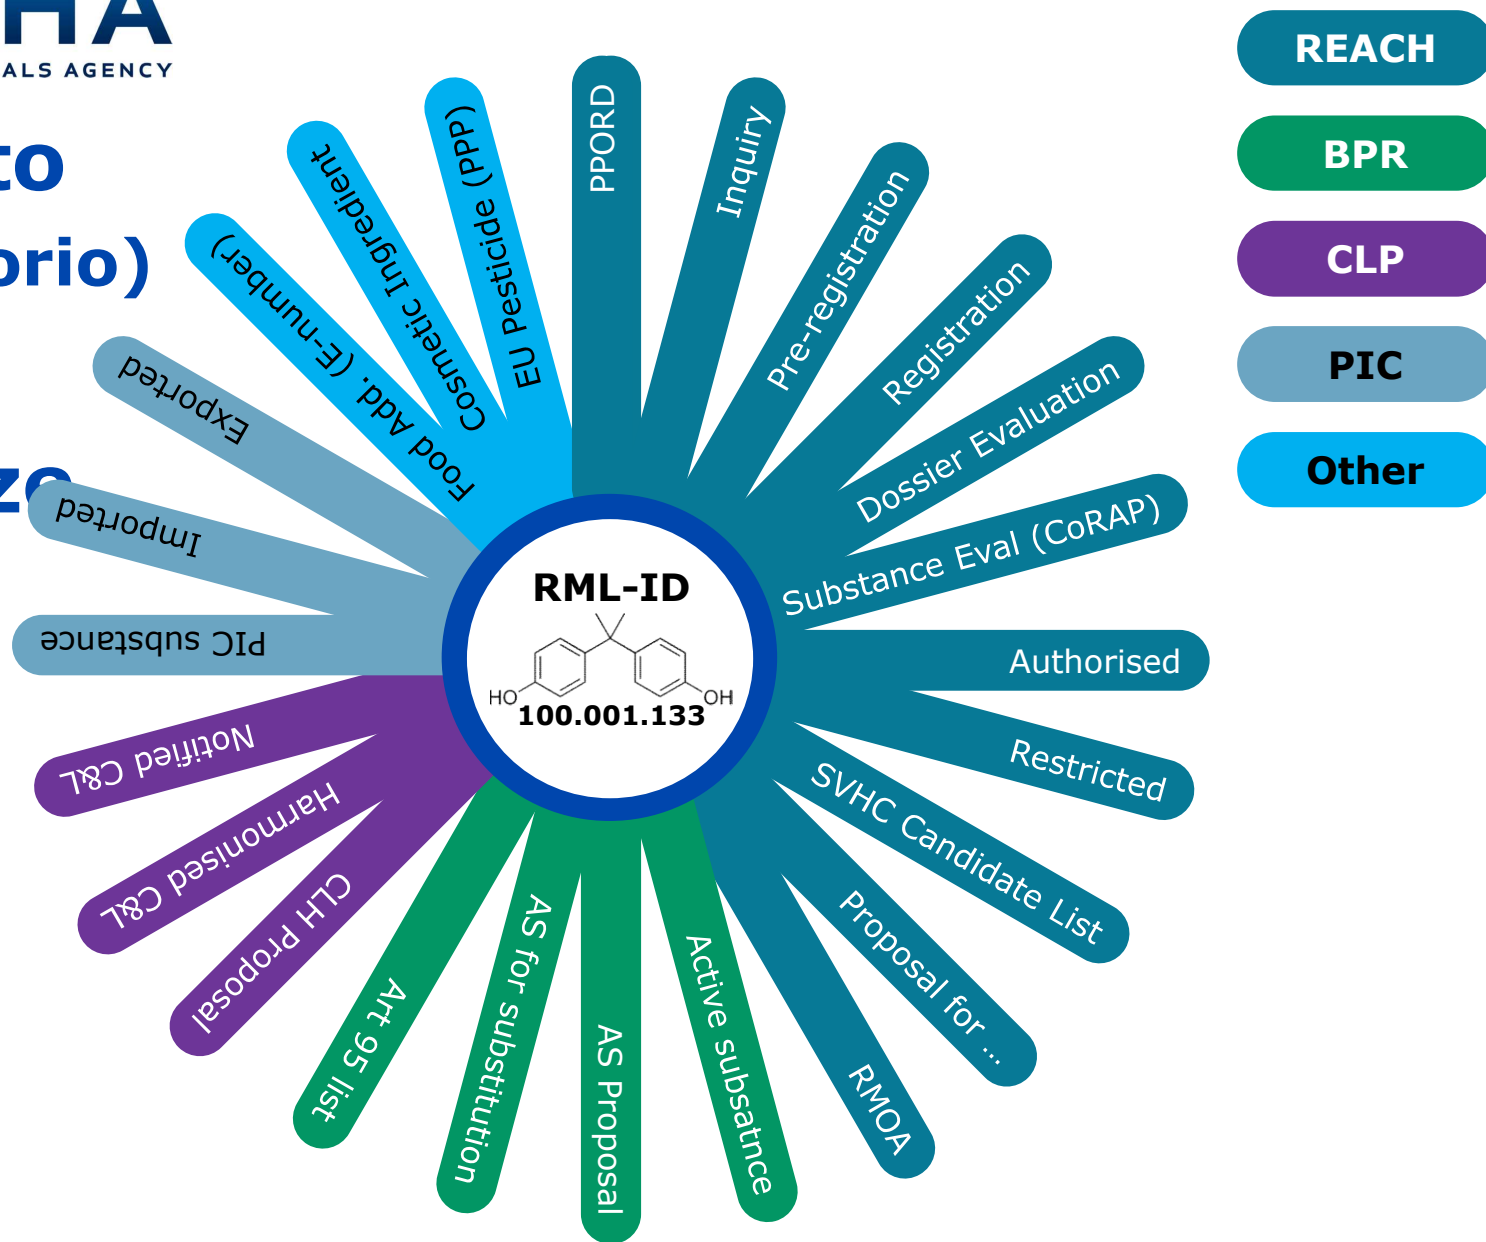 HA
ALS AGENCY
to
orio)
ze
REACH
BPR
CLP
PIC
Other
PPORD
Inquiry
Pre-registration
Registration
Dossier Evaluation
Substance Eval (CoRAP)
Authorised
Restricted
SVHC Candidate List
Proposal for ...
RMOA
Active subsatnce
AS Proposal
AS for substitution
Art 95 list
CLH Proposal
Harmonised C&L
Notified C&L
PIC substance
Imported
Exported
Food Add. (E-number)
Cosmetic Ingredient
EU Pesticide (PPP)
RML-ID
HO
OH
100.001.133